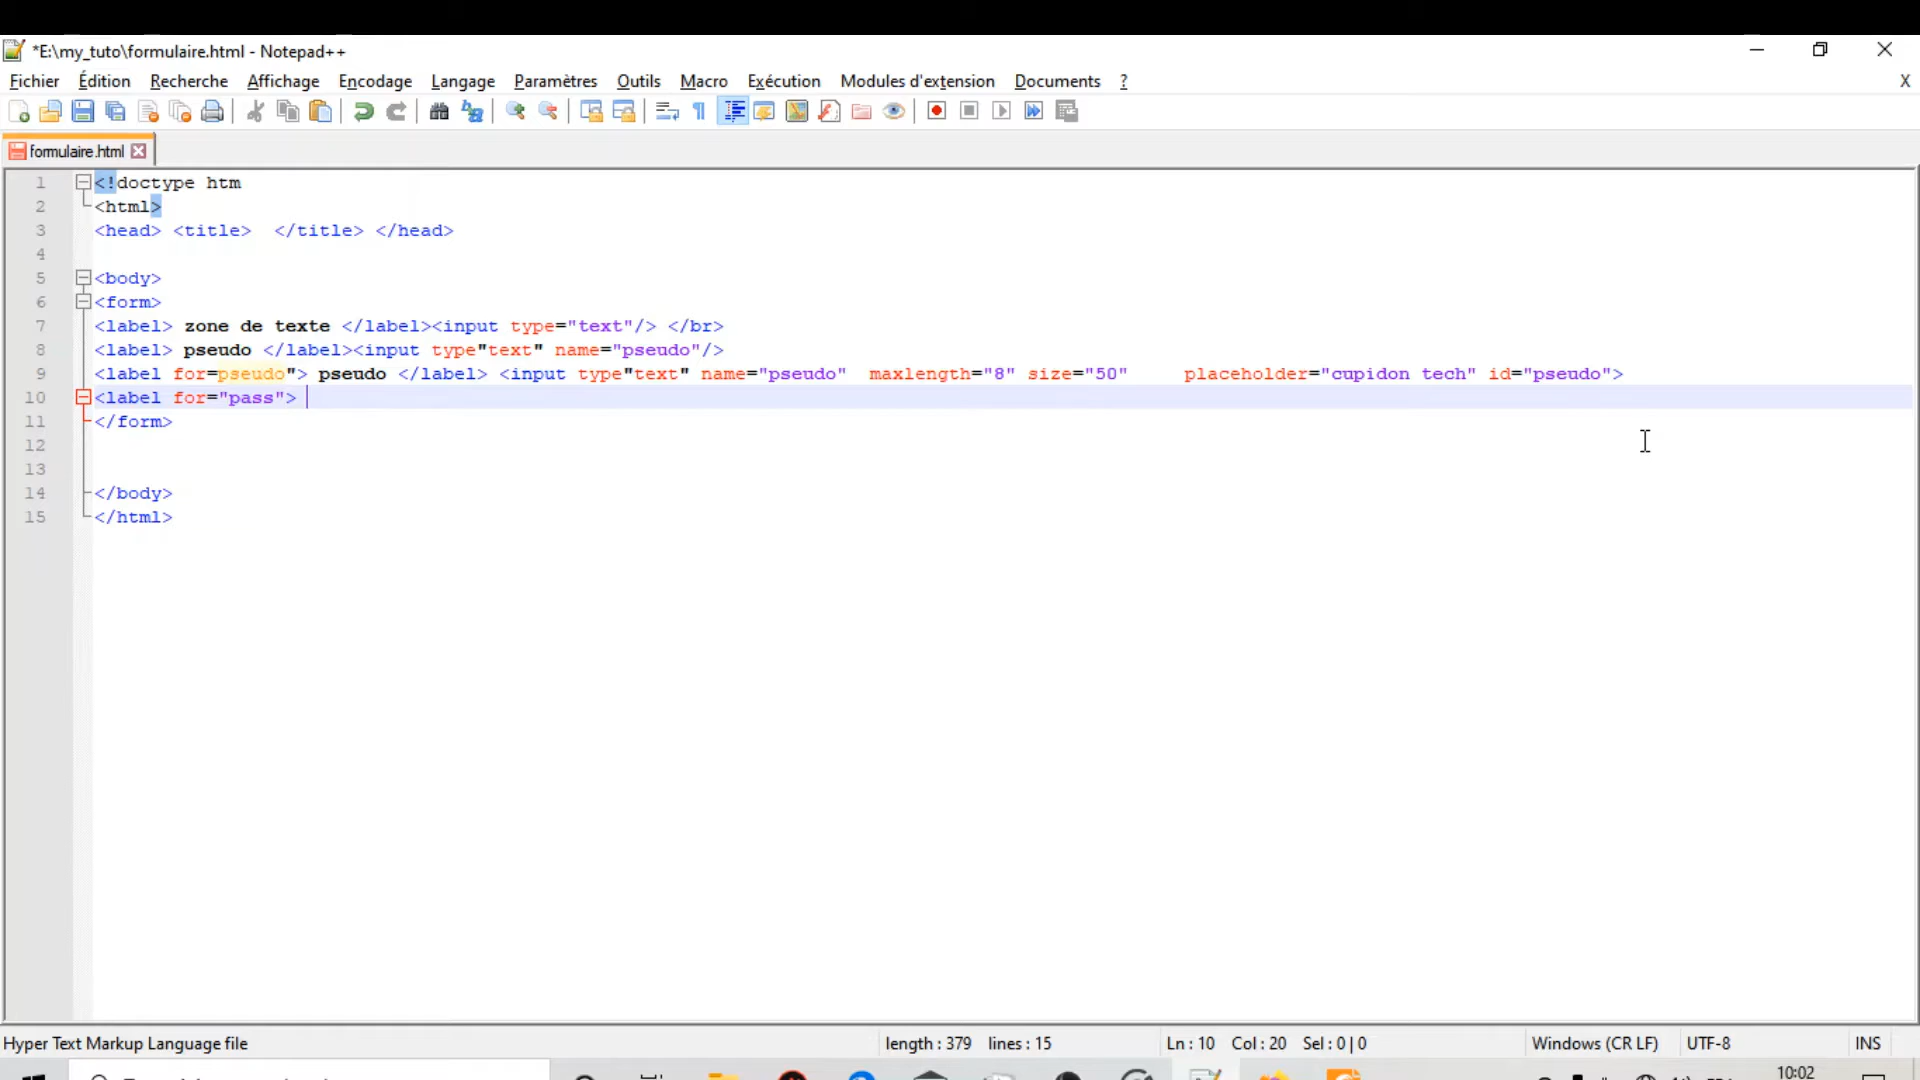 *E:\my_tuto\formulaire.html - Notepad++
Fichier Édition Recherche Affichage Encodage Langage Paramètres Outils Macro Exécution Modules d'extension Documents ? X
formulaire.html
1 <!doctype htm
2 <html>
3 <head> <title>  </title> </head>
4
5 <body>
6 <form>
7 <label> zone de texte </label><input type="text"/> </br>
8 <label> pseudo </label><input type"text" name="pseudo"/>
9 <label for=pseudo"> pseudo </label> <input type"text" name="pseudo"  maxlength="8" size="50"     placeholder="cupidon tech" id="pseudo">
10 <label for="pass">
11 </form>
12
13
14 </body>
15 </html>
Hyper Text Markup Language file length : 379 lines : 15 Ln : 10 Col : 20 Sel : 0 | 0 Windows (CR LF) UTF-8 INS
10:02